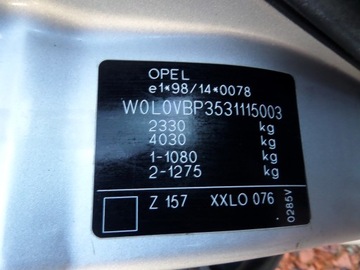 OPEL
e1*98/14*0078
W0L0VBP3531115003
2330 kg
4030 kg
1-1080 kg
2-1275 kg
Z 157 XXL0 076
0285V